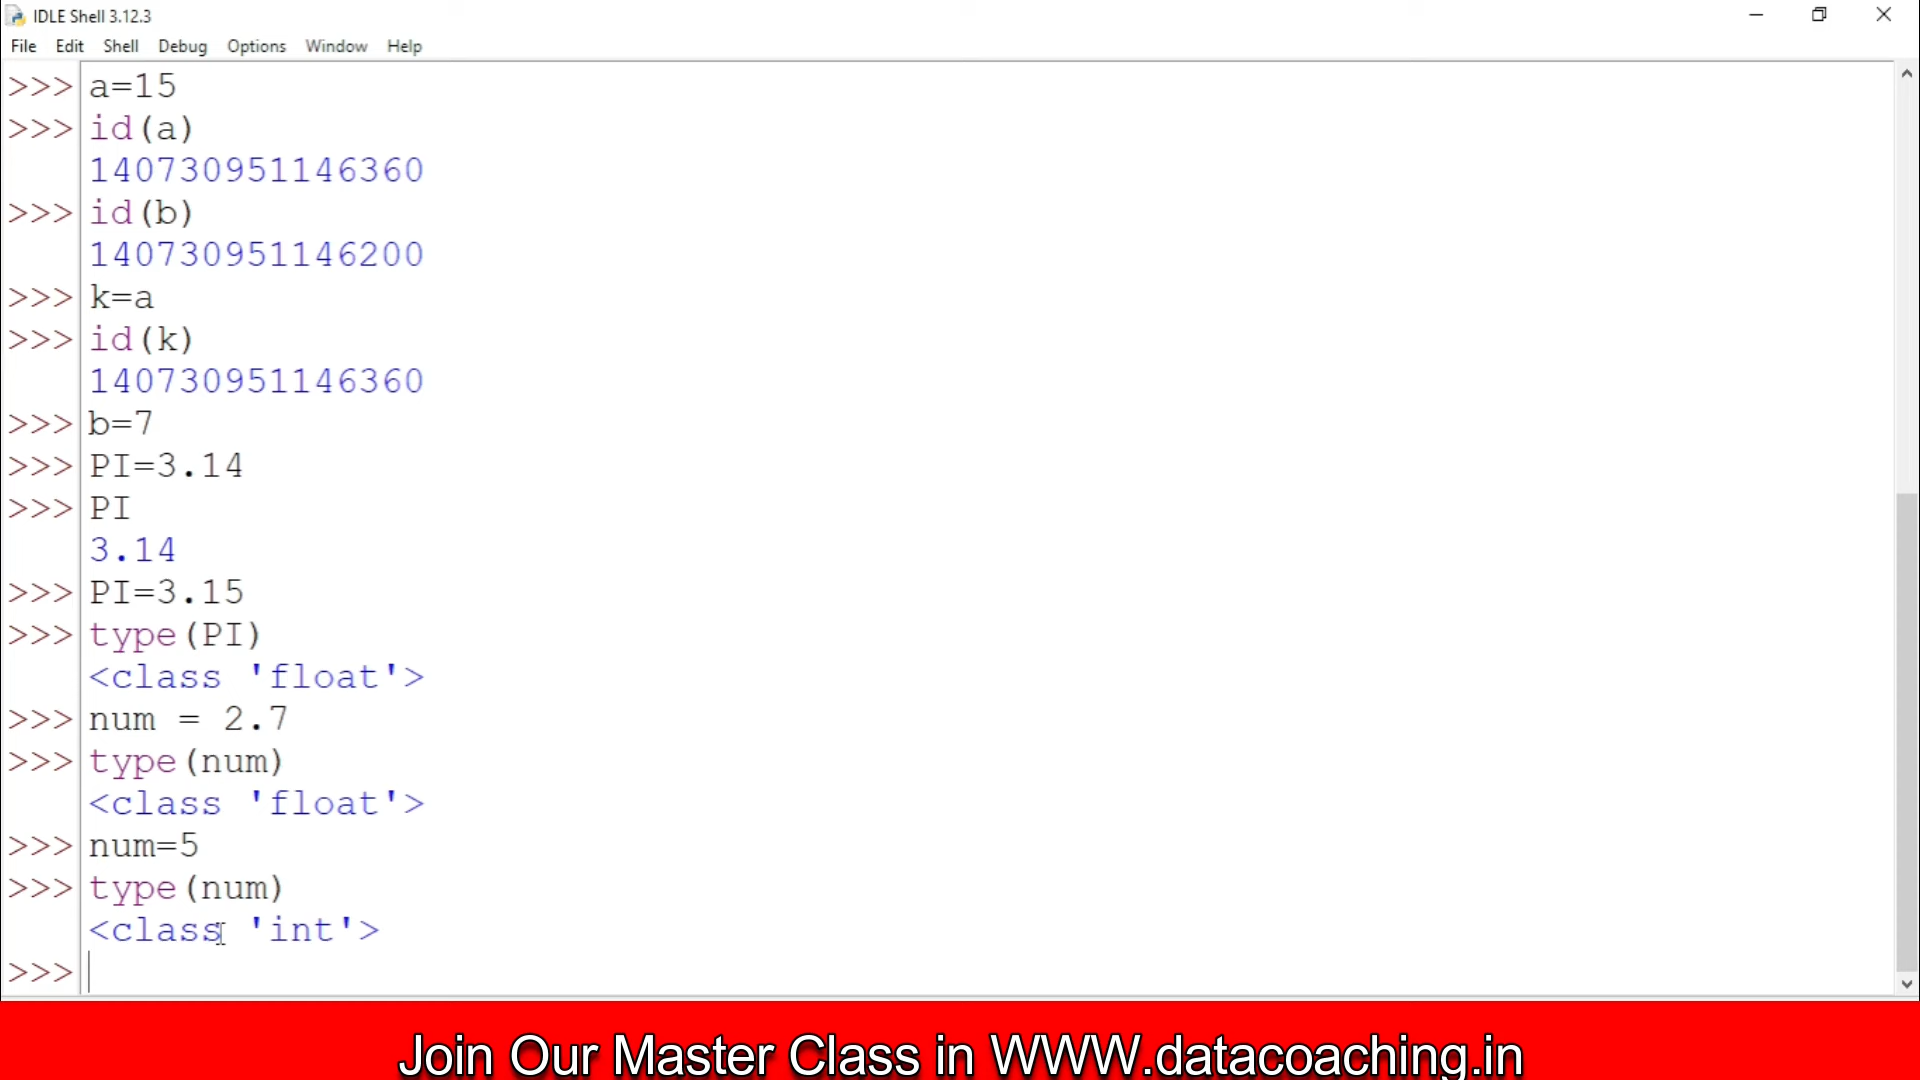 IDLE Shell 3.12.3
File Edit Shell Debug Options Window Help
>>> a=15
>>> id(a)
140730951146360
>>> id(b)
140730951146200
>>> k=a
>>> id(k)
140730951146360
>>> b=7
>>> PI=3.14
>>> PI
3.14
>>> PI=3.15
>>> type(PI)
<class 'float'>
>>> num = 2.7
>>> type(num)
<class 'float'>
>>> num=5
>>> type(num)
<class 'int'>
>>>
Join Our Master Class in WWW.datacoaching.in